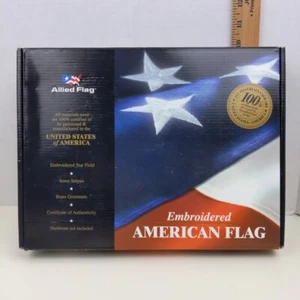 Allied Flag
All materials used
are 100% certified to
be permitted &
manufactured in the
UNITED STATES
of AMERICA
Embroidered Star Field
Sewn Stripes
Brass Grommets
Certificate of Authenticity
Hardware not included
100%
Embroidered
AMERICAN FLAG